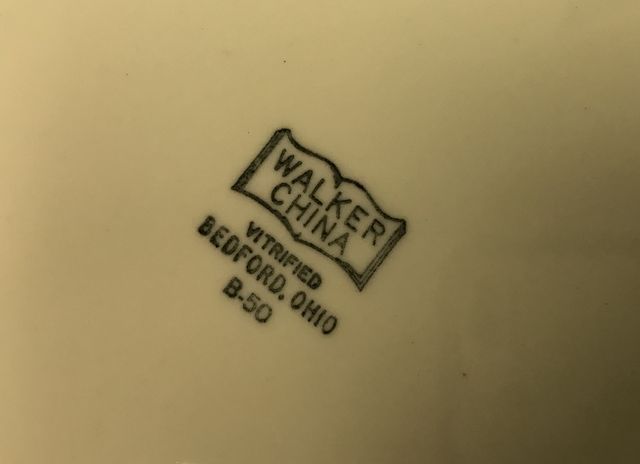 WALKER
CHINA
VITRIFIED
BEDFORD, OHIO
B-50